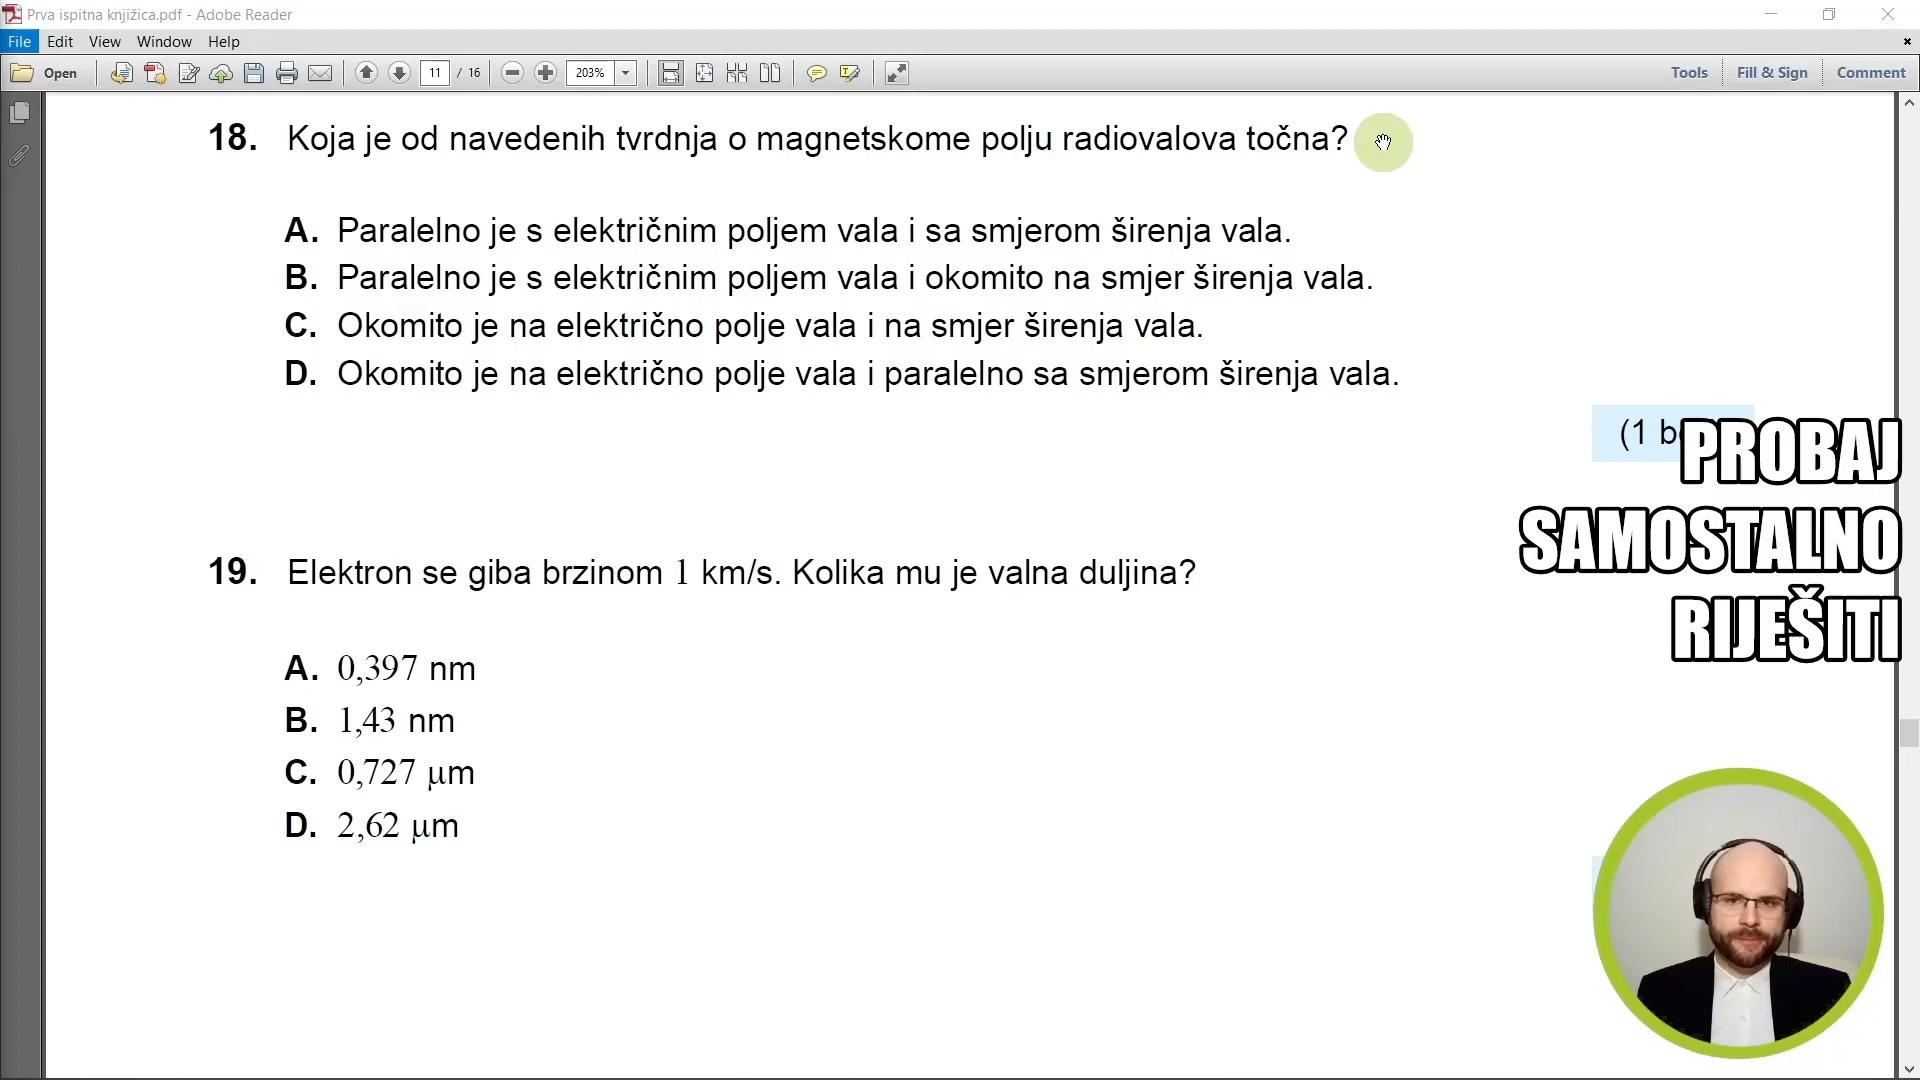 Prva ispitna knjižica.pdf - Adobe Reader
File Edit View Window Help
Open 11 / 16 203% Tools Fill & Sign Comment
18. Koja je od navedenih tvrdnja o magnetskome polju radiovalova točna?
A. Paralelno je s električnim poljem vala i sa smjerom širenja vala.
B. Paralelno je s električnim poljem vala i okomito na smjer širenja vala.
C. Okomito je na električno polje vala i na smjer širenja vala.
D. Okomito je na električno polje vala i paralelno sa smjerom širenja vala.
(1
PROBAJ
SAMOSTALNO
RIJEŠITI
19. Elektron se giba brzinom 1 km/s. Kolika mu je valna duljina?
A. 0,397 nm
B. 1,43 nm
C. 0,727 μm
D. 2,62 μm